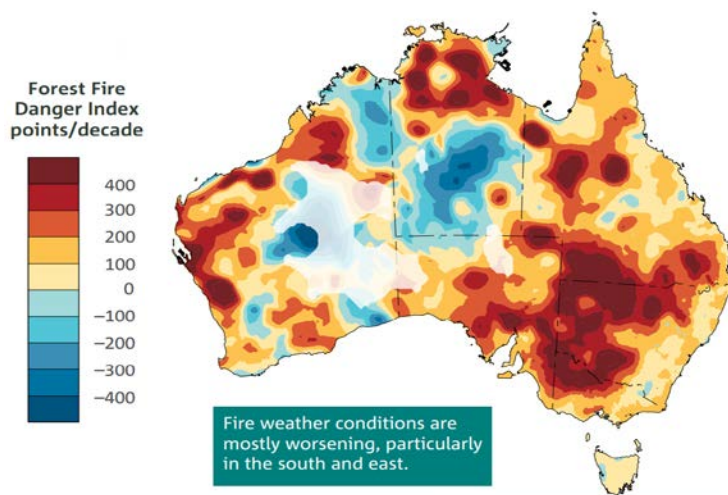 Forest Fire
Danger Index
points/decade
400
300
200
100
0
−100
−200
−300
−400
Fire weather conditions are
mostly worsening, particularly
in the south and east.